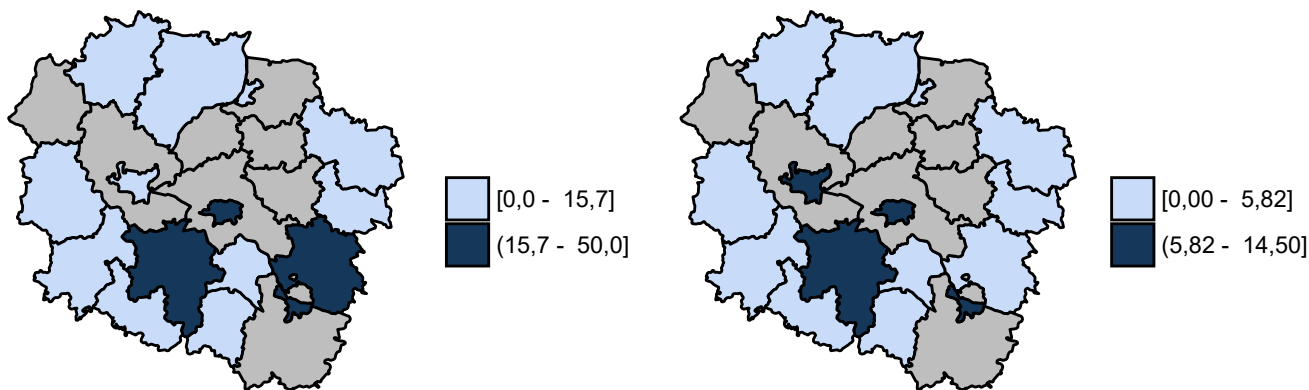 [0,0 - 15,7]
(15,7 - 50,0]
[0,00 - 5,82]
(5,82 - 14,50]